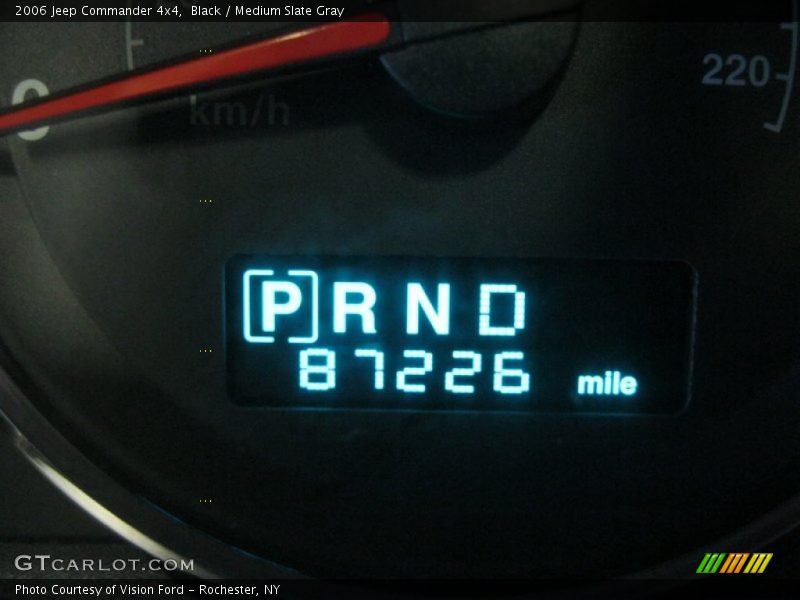 2006 Jeep Commander 4x4, Black / Medium Slate Gray
0
km/h
220
P R N D
87226 mile
GTCARLOT.COM
Photo Courtesy of Vision Ford – Rochester, NY